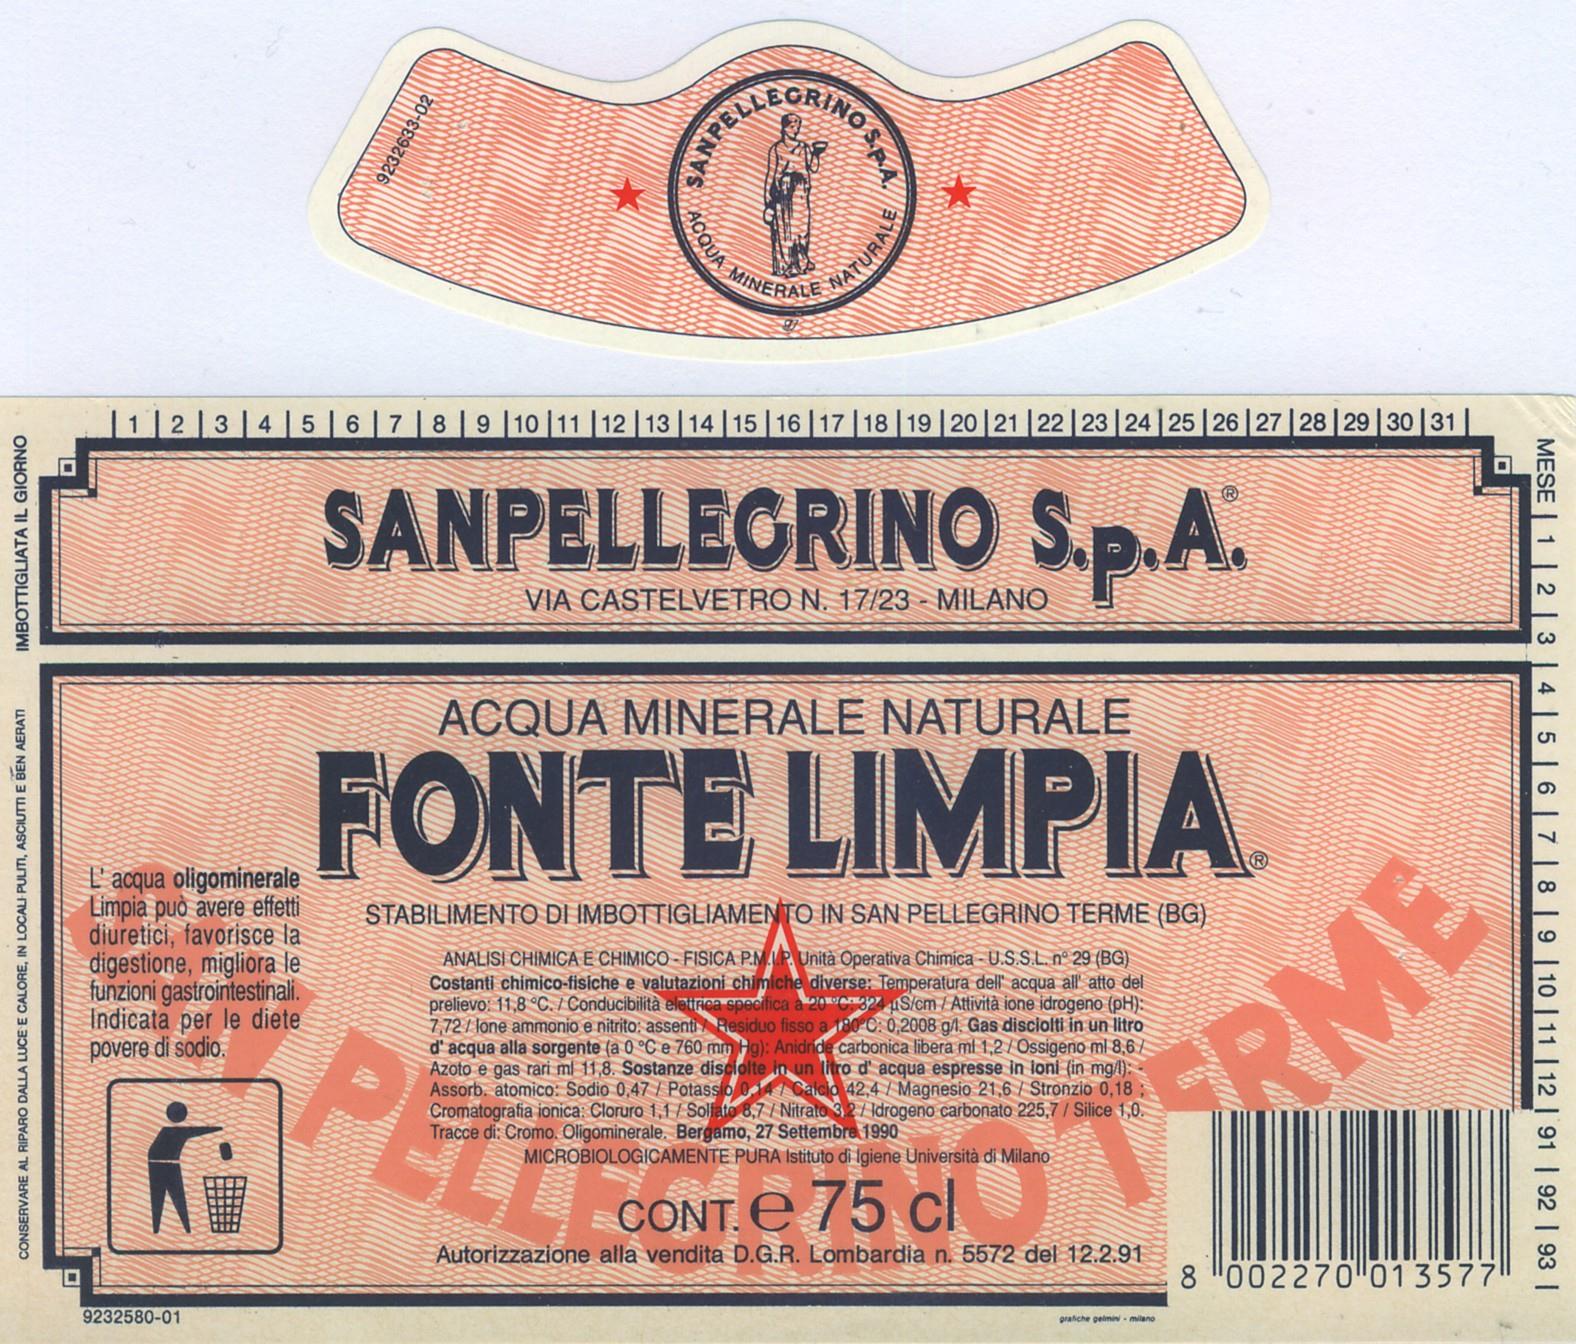 9232633-02
SANPELLEGRINO S.P.A.
ACQUA MINERALE NATURALE
IMBOTTIGLIATA IL GIORNO
1 | 2 | 3 | 4 | 5 | 6 | 7 | 8 | 9 | 10 | 11 | 12 | 13 | 14 | 15 | 16 | 17 | 18 | 19 | 20 | 21 | 22 | 23 | 24 | 25 | 26 | 27 | 28 | 29 | 30 | 31
MESE | 1 | 2 | 3 | 4 | 5 | 6 | 7 | 8 | 9 | 10 | 11 | 12 | 91 | 92 | 93 |
SANPELLEGRINO S.p.A.®
VIA CASTELVETRO N. 17/23 - MILANO
CONSERVARE AL RIPARO DALLA LUCE E CALORE, IN LOCALI PULITI, ASCIUTTI E BEN AERATI
ACQUA MINERALE NATURALE
FONTE LIMPIA®
STABILIMENTO DI IMBOTTIGLIAMENTO IN SAN PELLEGRINO TERME (BG)
L' acqua oligominerale
Limpia può avere effetti
diuretici, favorisce la
digestione, migliora le
funzioni gastrointestinali.
Indicata per le diete
povere di sodio.
ANALISI CHIMICA E CHIMICO - FISICA P.M.I.P. Unità Operativa Chimica - U.S.S.L. n° 29 (BG)
Costanti chimico-fisiche e valutazioni chimiche diverse: Temperatura dell' acqua all' atto del
prelievo: 11,8 °C. / Conducibilità elettrica specifica a 20 °C: 324 µS/cm / Attività ione idrogeno (pH):
7,72 / Ione ammonio e nitrito: assenti / Residuo fisso a 180°C: 0,2008 g/l. Gas disciolti in un litro
d' acqua alla sorgente (a 0 °C e 760 mm Hg): Anidride carbonica libera ml 1,2 / Ossigeno ml 8,6 /
Azoto e gas rari ml 11,8. Sostanze disciolte in un litro d' acqua espresse in ioni (in mg/l): -
Assorb. atomico: Sodio 0,47 / Potassio 0,14 / Calcio 42,4 / Magnesio 21,6 / Stronzio 0,18 ;
Cromatografia ionica: Cloruro 1,1 / Solfato 8,7 / Nitrato 3,2 / Idrogeno carbonato 225,7 / Silice 1,0.
Tracce di: Cromo. Oligominerale. Bergamo, 27 Settembre 1990
MICROBIOLOGICAMENTE PURA Istituto di Igiene Università di Milano
PELLEGRINO TERME
CONT. e 75 cl
Autorizzazione alla vendita D.G.R. Lombardia n. 5572 del 12.2.91
8 002270 013577
9232580-01
grafiche gelmini - milano